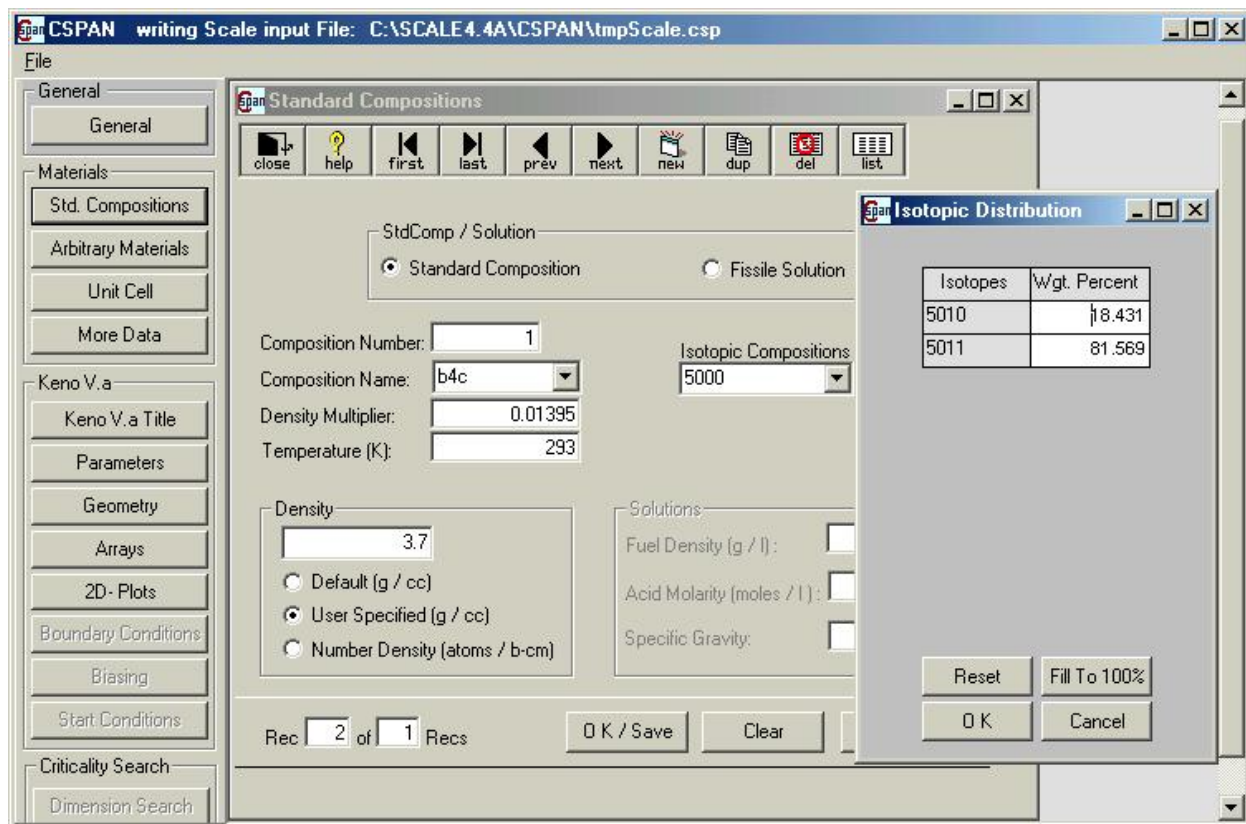 CSPAN writing Scale input File: C:\SCALE4.4A\CSPAN\tmpScale.csp
File
General
General
Materials
Std. Compositions
Arbitrary Materials
Unit Cell
More Data
Keno V.a
Keno V.a Title
Parameters
Geometry
Arrays
2D- Plots
Boundary Conditions
Biasing
Start Conditions
Criticality Search
Dimension Search
Span Standard Compositions
close help first last prev next new dup del list
StdComp / Solution
Standard Composition Fissile Solution
Composition Number: 1
Composition Name: b4c
Density Multiplier: 0.01395
Temperature (K): 293
Isotopic Compositions
5000
Density
3.7
Default (g / cc)
User Specified (g / cc)
Number Density (atoms / b-cm)
Solutions
Fuel Density (g / l) :
Acid Molarity (moles / l ) :
Specific Gravity:
Rec 2 of 1 Recs
O K / Save Clear
Span Isotopic Distribution
Isotopes Wgt. Percent
5010 18.431
5011 81.569
Reset Fill To 100%
O K Cancel